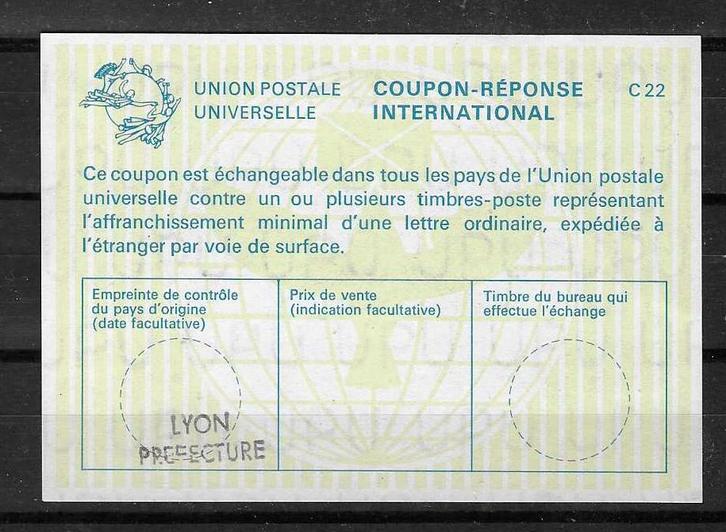 UNION POSTALE
UNIVERSELLE
COUPON-RÉPONSE
INTERNATIONAL
C 22
Ce coupon est échangeable dans tous les pays de l'Union postale
universelle contre un ou plusieurs timbres-poste représentant
l'affranchissement minimal d'une lettre ordinaire, expédiée à
l'étranger par voie de surface.
Empreinte de contrôle
du pays d'origine
(date facultative)
Prix de vente
(indication facultative)
Timbre du bureau qui
effectue l'échange
LYON
PREFECTURE